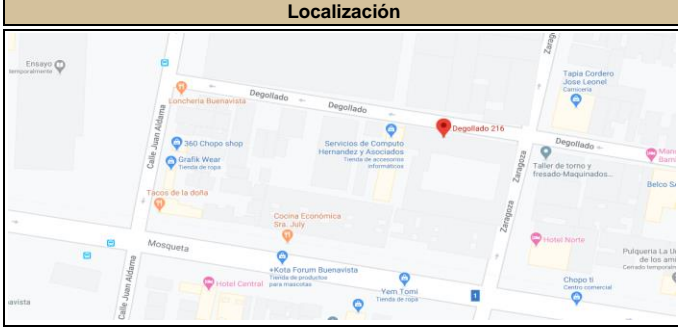 Localización
Ensayo
temporalmente
Zaragoza
Tapia Cordero
Jose Leonel
Carnicería
Loncheria Buenavista
Degollado
Degollado
Degollado 216
Calle Juan Aldama
360 Chopo shop
Servicios de Computo
Hernandez y Asociados
Tienda de accesorios
informáticos
Degollado
Grafik Wear
Tienda de ropa
Taller de torno y
fresado-Maquinados...
Zaragoza
Belco
Tacos de la doña
Cocina Económica
Sra. July
Zaragoza
Hotel Norte
Mosqueta
Pulqueria La
de los
Cerrado
+Kota Forum Buenavista
Tienda de productos
para mascotas
Hotel Central
Yem Tomi
Tienda de ropa
1
Chopo ti
Centro comercial
Calle Juan Aldama
avista